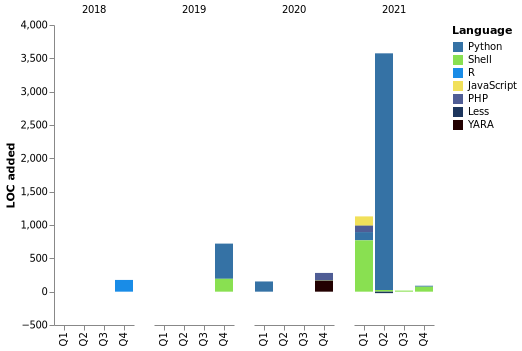 2018 2019 2020 2021
LOC added
4,000
3,500
3,000
2,500
2,000
1,500
1,000
500
0
−500
Q1 Q2 Q3 Q4 Q1 Q2 Q3 Q4 Q1 Q2 Q3 Q4 Q1 Q2 Q3 Q4
Language
Python
Shell
R
JavaScript
PHP
Less
YARA